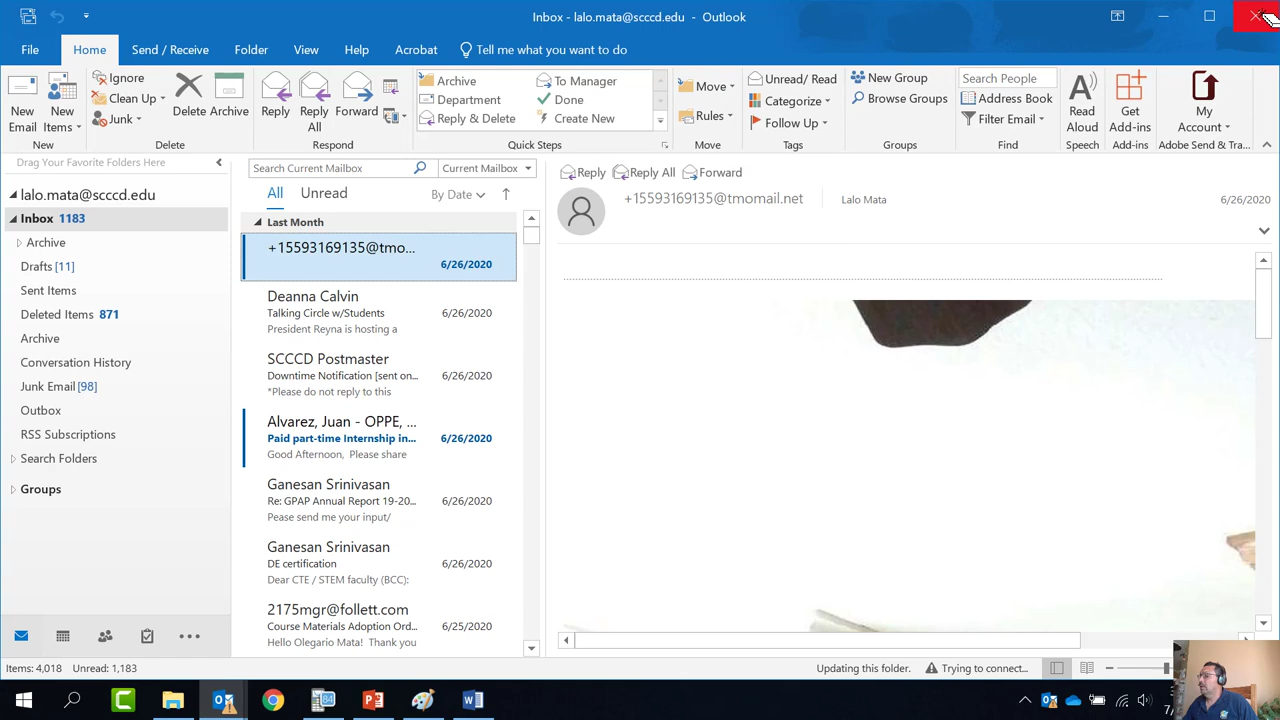 Inbox - lalo.mata@scccd.edu - Outlook
File Home Send / Receive Folder View Help Acrobat Tell me what you want to do
New Email
New Items
New
Ignore
Clean Up
Junk
Delete
Archive
Delete
Reply
Reply All
Forward
Respond
Archive
Department
Reply & Delete
To Manager
Done
Create New
Quick Steps
Move
Rules
Move
Unread/ Read
Categorize
Follow Up
Tags
New Group
Browse Groups
Groups
Search People
Address Book
Filter Email
Find
Read Aloud
Speech
Get Add-ins
Add-ins
My Account
Adobe Send & Tra...
Drag Your Favorite Folders Here
lalo.mata@scccd.edu
Inbox 1183
Archive
Drafts [11]
Sent Items
Deleted Items 871
Archive
Conversation History
Junk Email [98]
Outbox
RSS Subscriptions
Search Folders
Groups
Search Current Mailbox
Current Mailbox
All Unread By Date
Last Month
+15593169135@tmo...
6/26/2020
Deanna Calvin
Talking Circle w/Students 6/26/2020
President Reyna is hosting a
SCCCD Postmaster
Downtime Notification [sent on... 6/26/2020
*Please do not reply to this
Alvarez, Juan - OPPE, ...
Paid part-time Internship in... 6/26/2020
Good Afternoon, Please share
Ganesan Srinivasan
Re: GPAP Annual Report 19-20... 6/26/2020
Pease send me your input/
Ganesan Srinivasan
DE certification 6/26/2020
Dear CTE / STEM faculty (BCC):
2175mgr@follett.com
Course Materials Adoption Ord... 6/25/2020
Hello Olegario Mata! Thank you
Reply Reply All Forward
+15593169135@tmomail.net Lalo Mata 6/26/2020
Items: 4,018 Unread: 1,183 Updating this folder. Trying to connect...